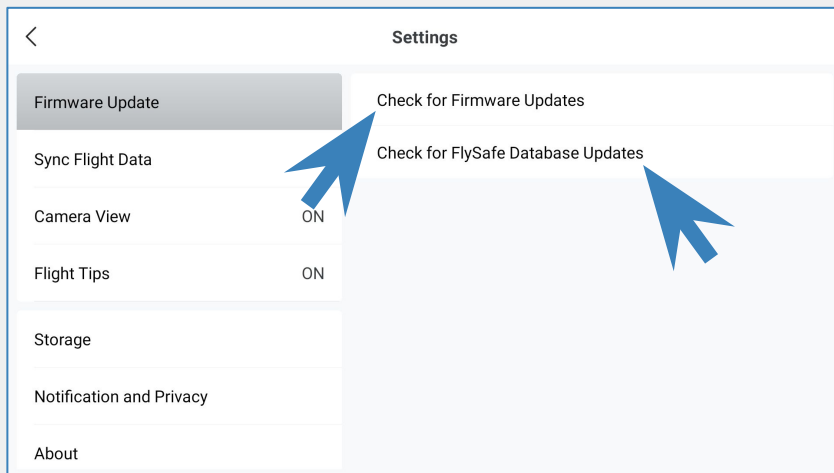 Settings
Firmware Update
Sync Flight Data
Camera View ON
Flight Tips ON
Storage
Notification and Privacy
About
Check for Firmware Updates
Check for FlySafe Database Updates